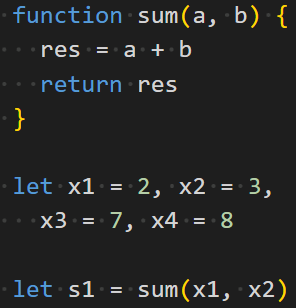 function sum(a, b) {
  res = a + b
  return res
}

let x1 = 2, x2 = 3,
  x3 = 7, x4 = 8

let s1 = sum(x1, x2)